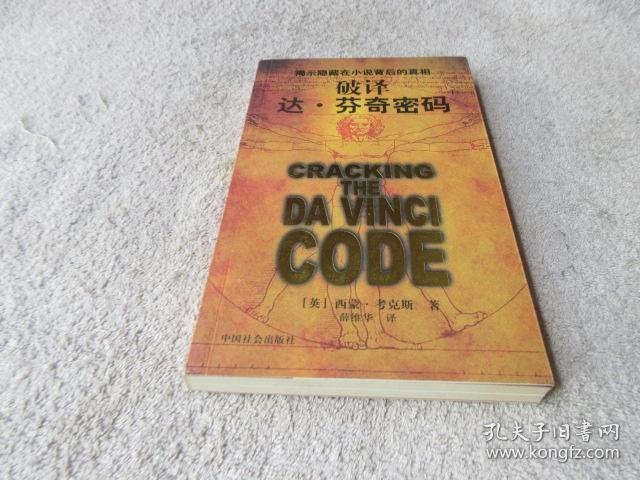 揭示隐藏在小说背后的真相
破译
达·芬奇密码
CRACKING
THE
DA VINCI
CODE
[英] 西蒙·考克斯 著
薛维华 译
中国社会出版社
孔夫子旧书网
www.kongfz.com